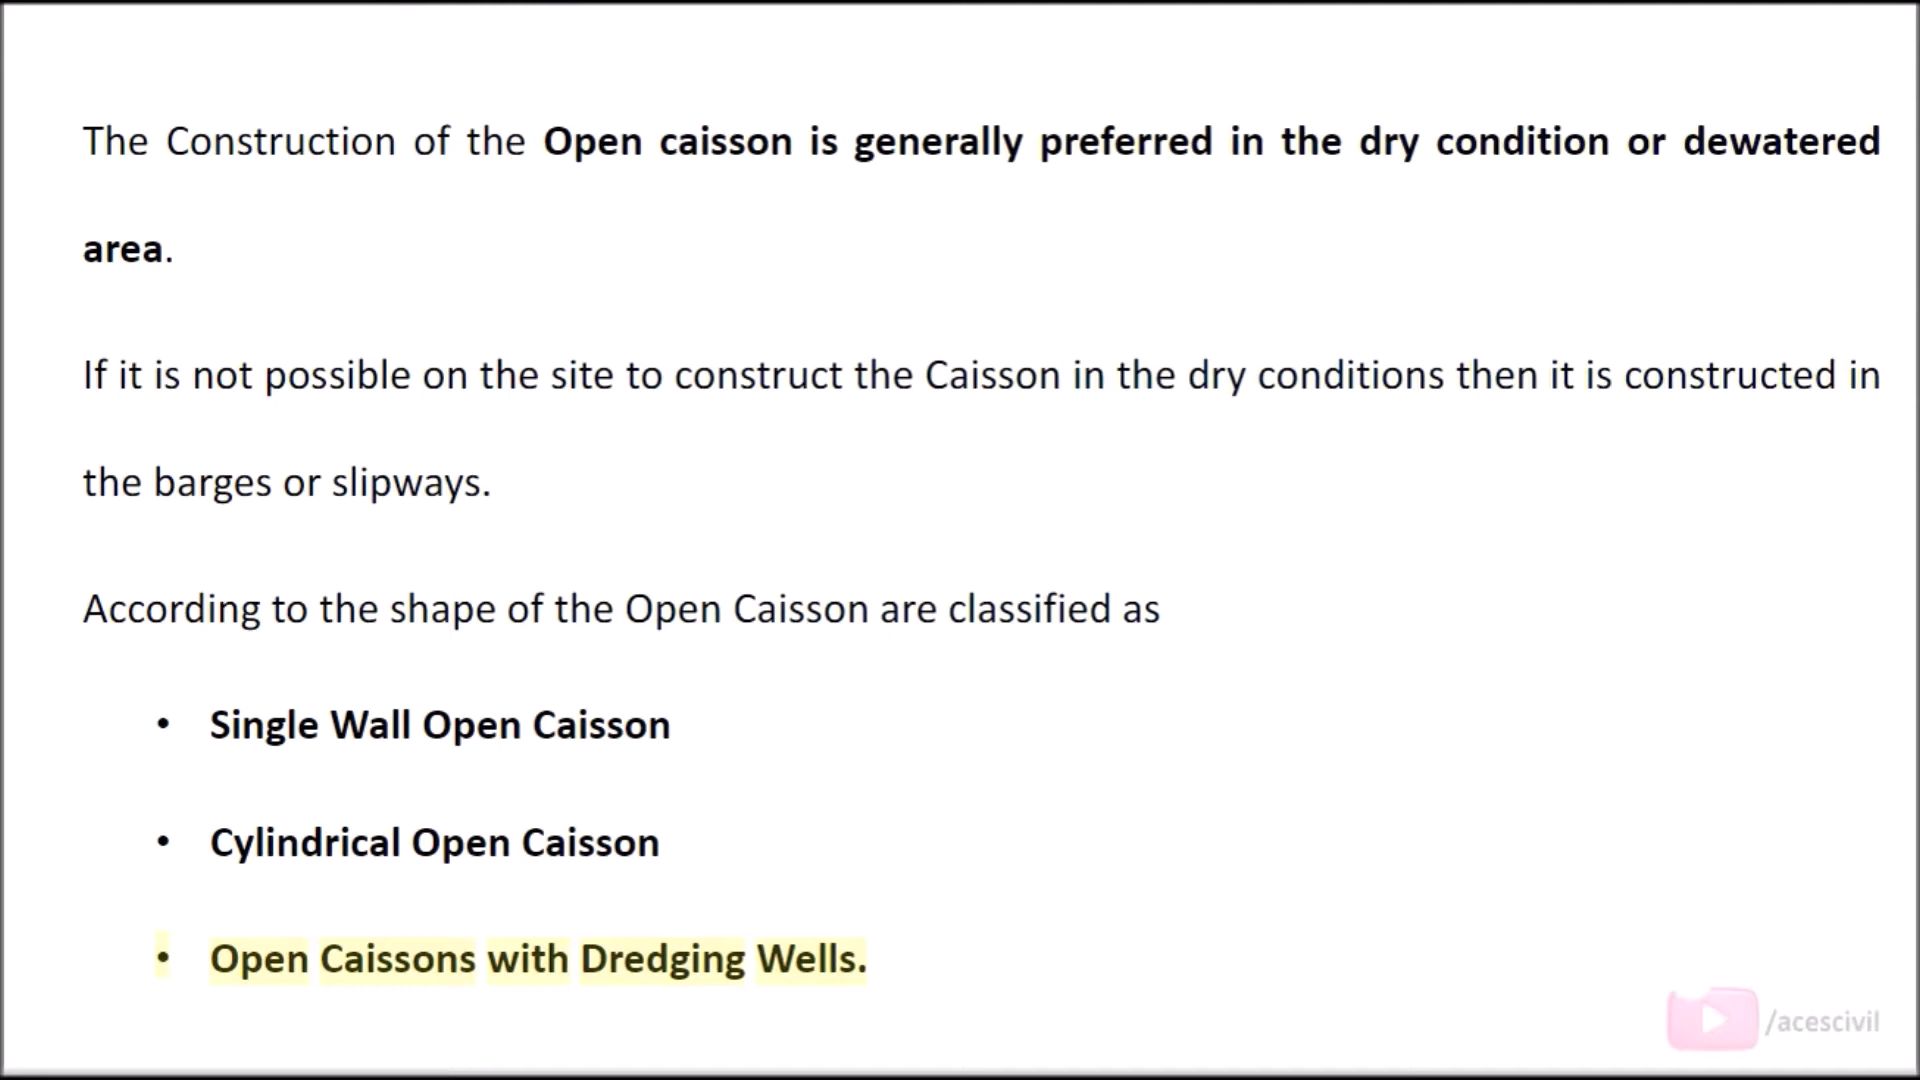 The Construction of the Open caisson is generally preferred in the dry condition or dewatered
area.
If it is not possible on the site to construct the Caisson in the dry conditions then it is constructed in
the barges or slipways.
According to the shape of the Open Caisson are classified as
• Single Wall Open Caisson
• Cylindrical Open Caisson
• Open Caissons with Dredging Wells.
/acescivil